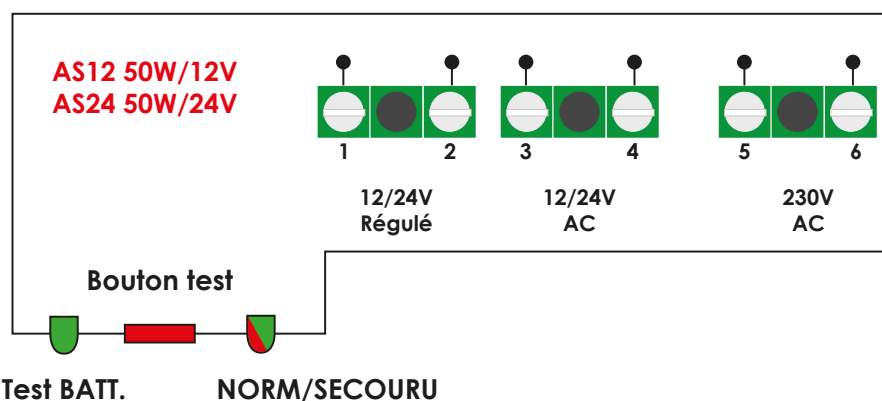 AS12 50W/12V
AS24 50W/24V
1 2 3 4 5 6
12/24V 12/24V 230V
Régulé AC AC
Bouton test
Test BATT. NORM/SECOURU